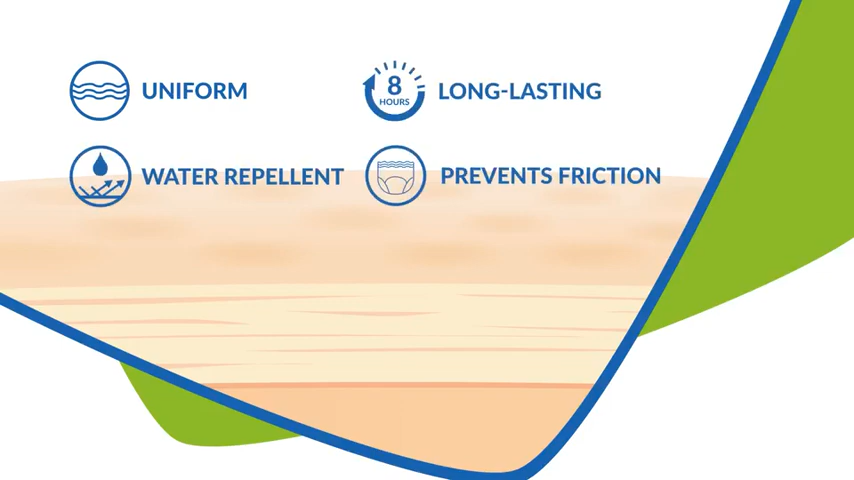 UNIFORM
8
HOURS
LONG-LASTING
WATER REPELLENT
PREVENTS FRICTION